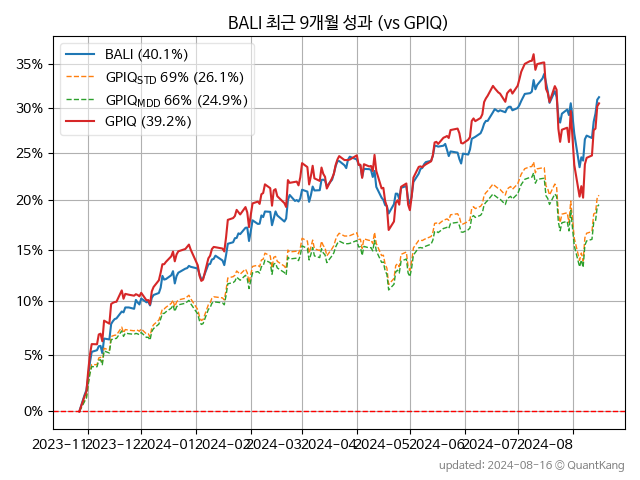 BALI 최근 9개월 성과 (vs GPIQ)
BALI (40.1%)
GPIQSTD 69% (26.1%)
GPIQMDD 66% (24.9%)
GPIQ (39.2%)
35%
30%
25%
20%
15%
10%
5%
0%
2023-11 2023-12 2024-01 2024-02 2024-03 2024-04 2024-05 2024-06 2024-07 2024-08
updated: 2024-08-16 © QuantKang